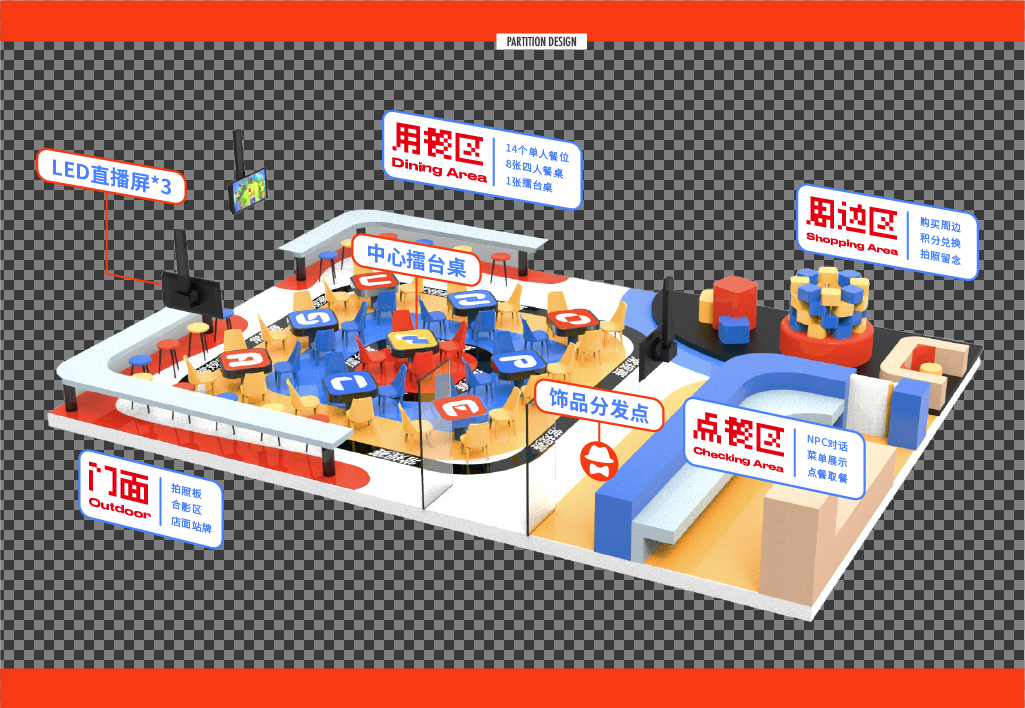 PARTITION DESIGN
LED直播屏*3
用餐区
Dining Area
14个单人餐位
8张四人餐桌
1张擂台桌
周边区
Shopping Area
购买周边
积分兑换
拍照留念
中心擂台桌
饰品分发点
点餐区
Checking Area
NPC对话
菜单展示
点餐取餐
门面
Outdoor
拍照板
合影区
店面站牌